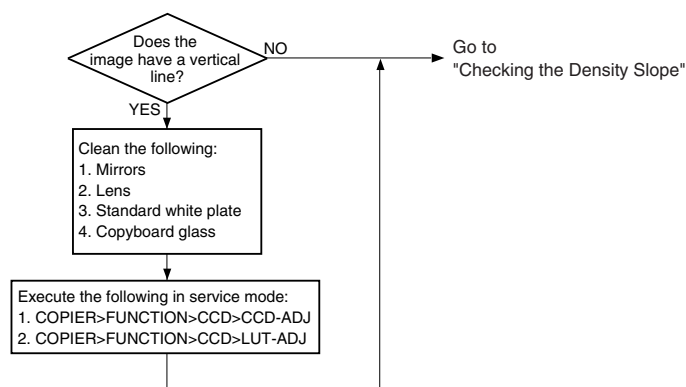 Does the
image have a vertical
line?
NO
Go to
"Checking the Density Slope"
YES
Clean the following:
1. Mirrors
2. Lens
3. Standard white plate
4. Copyboard glass
Execute the following in service mode:
1. COPIER>FUNCTION>CCD>CCD-ADJ
2. COPIER>FUNCTION>CCD>LUT-ADJ